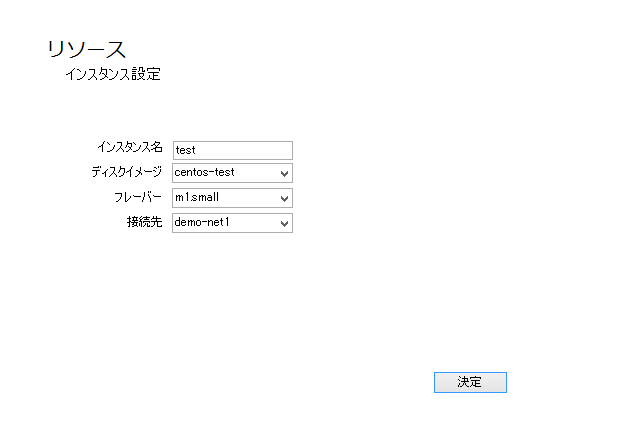 リソース
インスタンス設定
インスタンス名 test
ディスクイメージ centos-test
フレーバー m1.small
接続先 demo-net1
決定